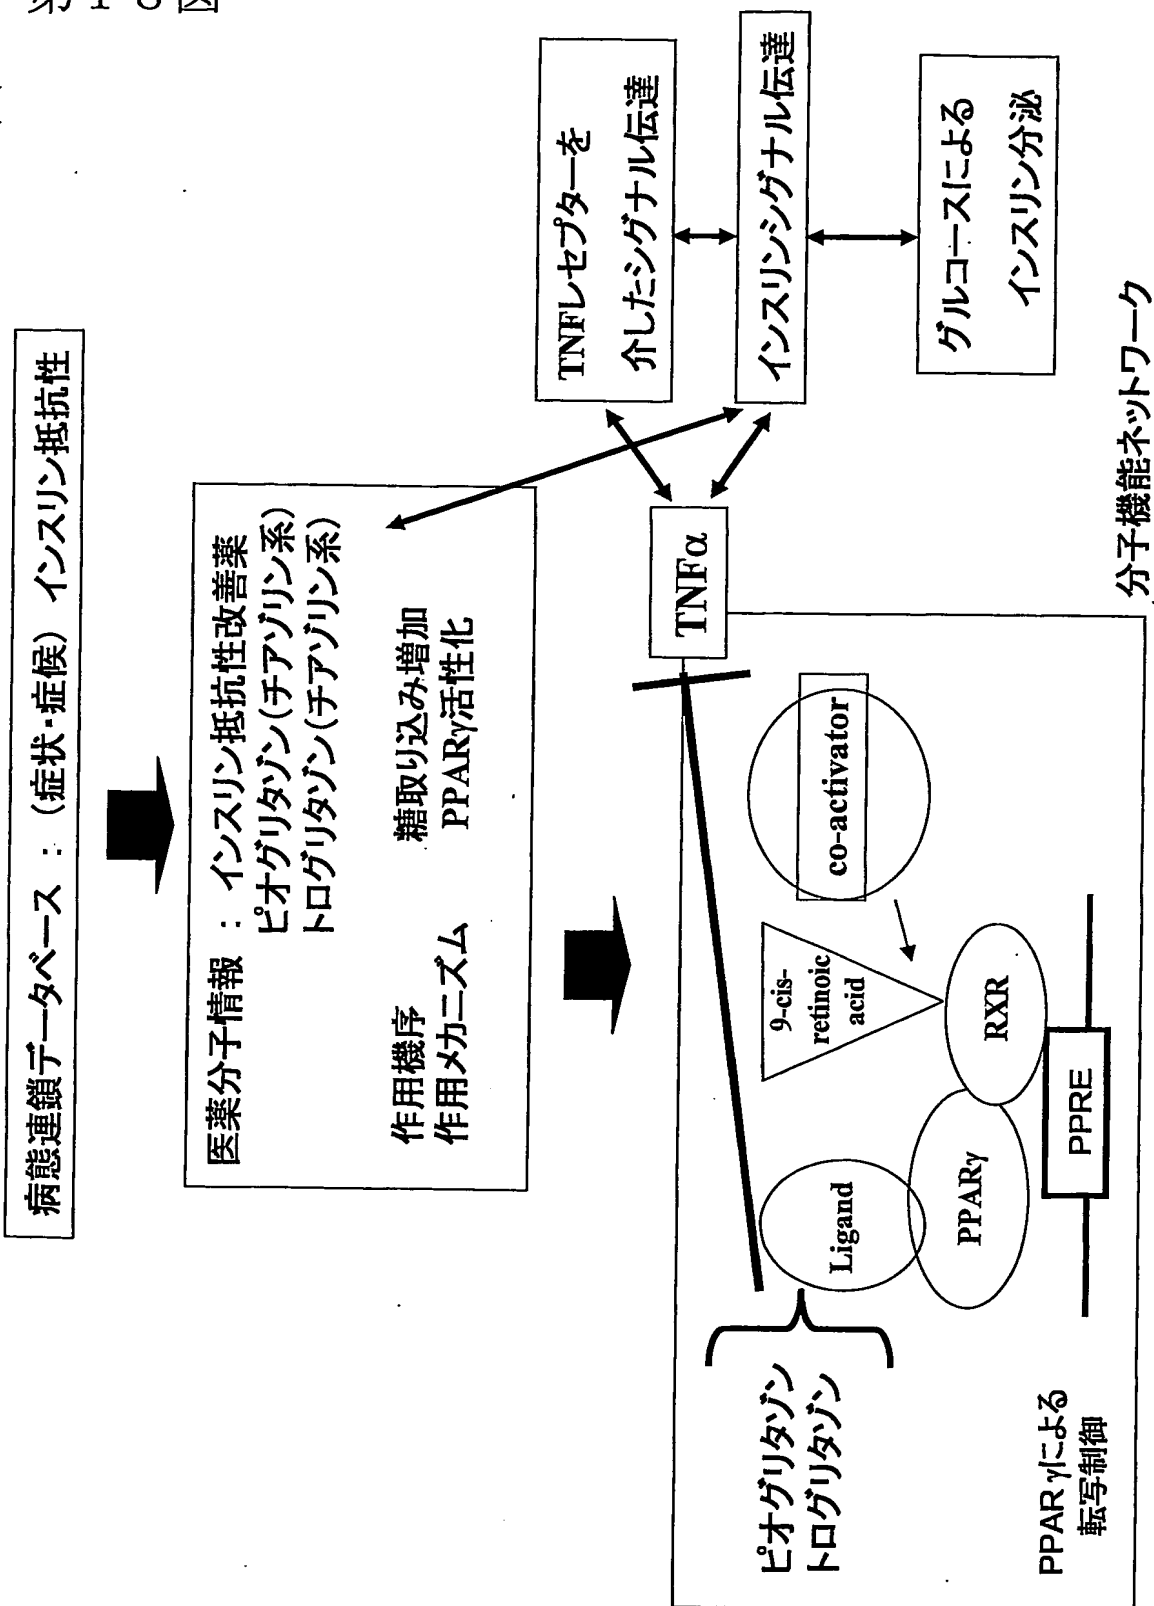 第18図
病態連鎖データベース : (症状・症候) インスリン抵抗性
医薬分子情報 : インスリン抵抗性改善薬
ピオグリタゾン(チアゾリン系)
トログリタゾン(チアゾリン系)
作用機序 糖取り込み増加
作用メカニズム PPARγ活性化
TNFレセプターを
介したシグナル伝達
インスリンシグナル伝達
グルコースによる
インスリン分泌
TNFα
ピオグリタゾン
トログリタゾン
Ligand
9-cis-
retinoic
acid
co-activator
PPARγ
RXR
PPRE
PPARγによる
転写制御
分子機能ネットワーク